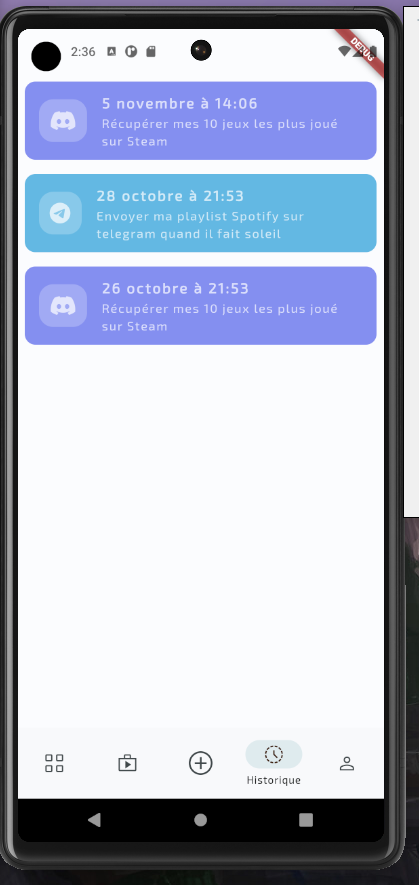 2:36
DEBUG
5 novembre à 14:06
Récupérer mes 10 jeux les plus joué
sur Steam
28 octobre à 21:53
Envoyer ma playlist Spotify sur
telegram quand il fait soleil
26 octobre à 21:53
Récupérer mes 10 jeux les plus joué
sur Steam
Historique